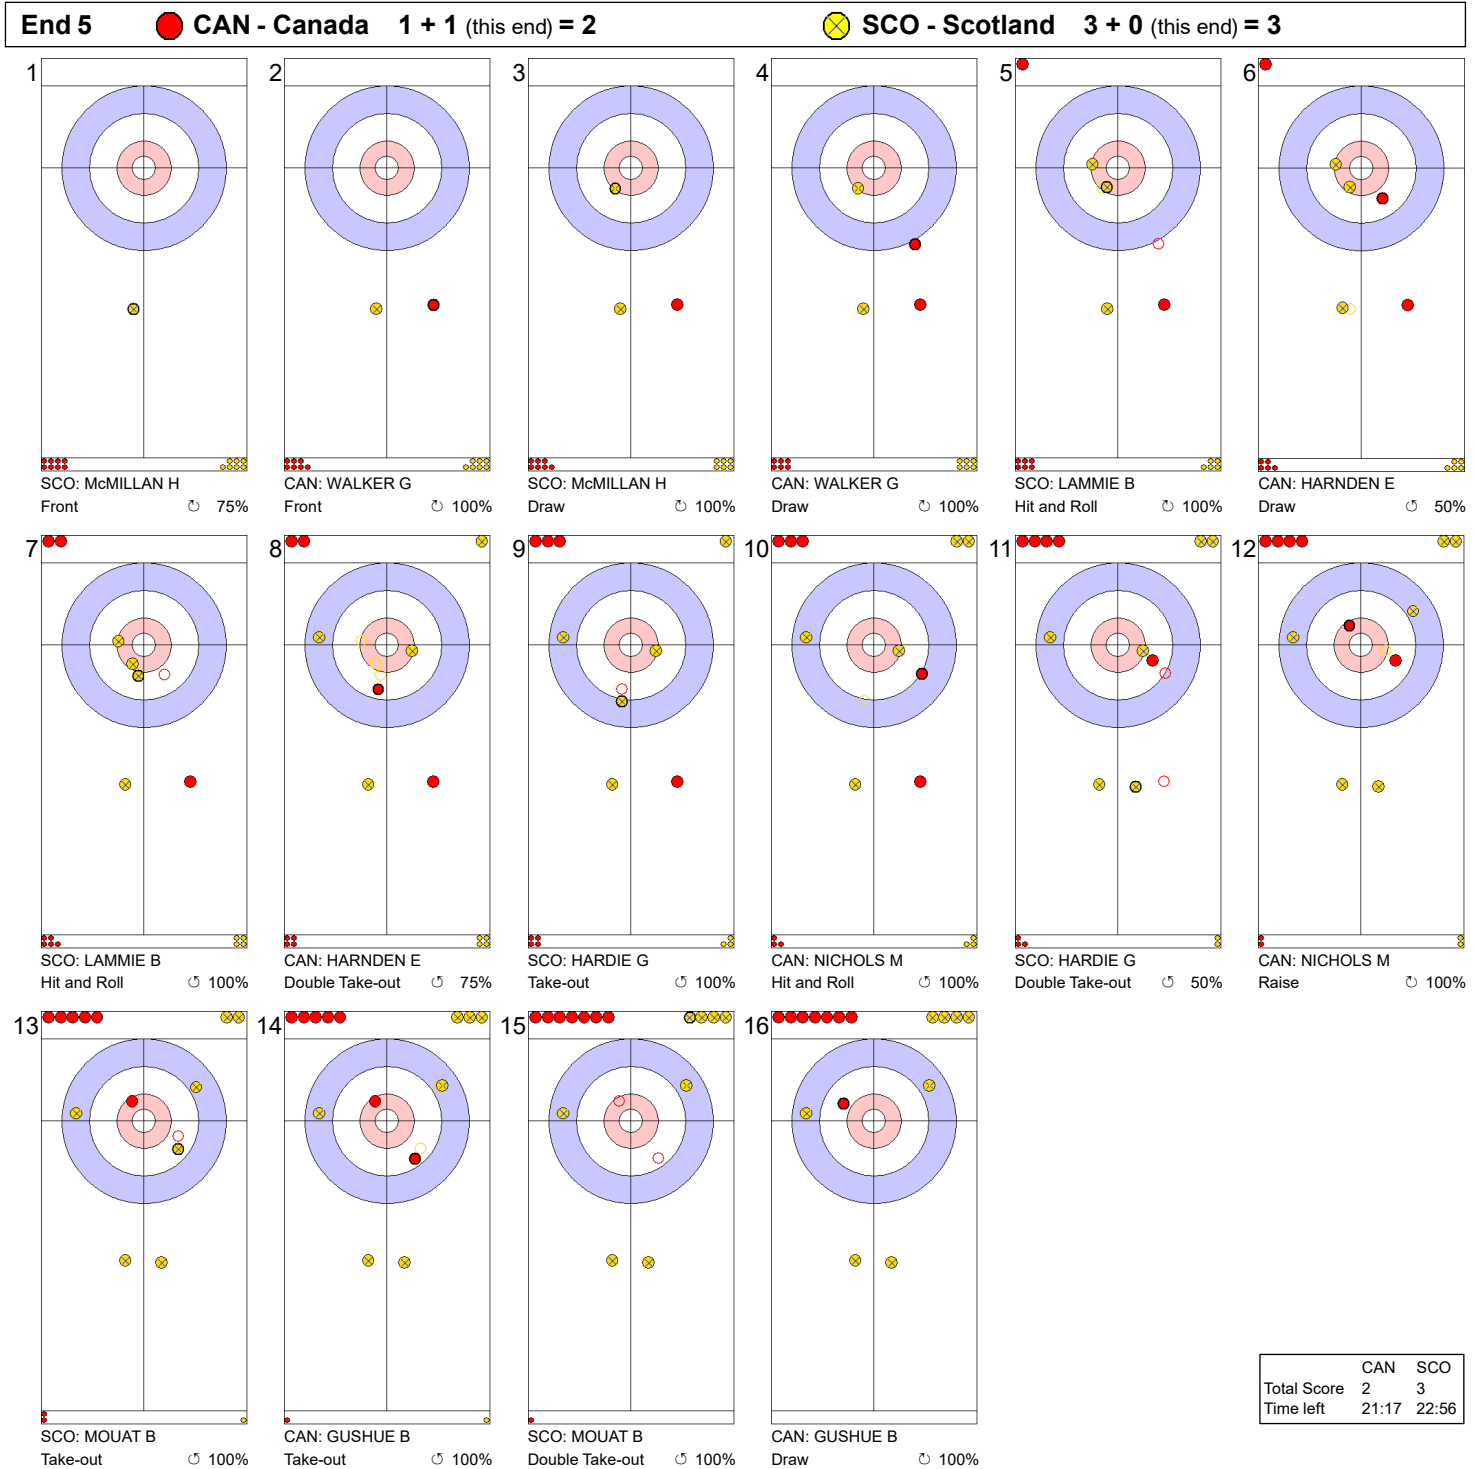 End 5 CAN - Canada 1 + 1 (this end) = 2 SCO - Scotland 3 + 0 (this end) = 3
1 2 3 4 5 6
SCO: McMILLAN H CAN: WALKER G SCO: McMILLAN H CAN: WALKER G SCO: LAMMIE B CAN: HARNDEN E
Front ↻ 75% Front ↻ 100% Draw ↻ 100% Draw ↻ 100% Hit and Roll ↻ 100% Draw ↺ 50%
7 8 9 10 11 12
SCO: LAMMIE B CAN: HARNDEN E SCO: HARDIE G CAN: NICHOLS M SCO: HARDIE G CAN: NICHOLS M
Hit and Roll ↺ 100% Double Take-out ↺ 75% Take-out ↺ 100% Hit and Roll ↺ 100% Double Take-out ↺ 50% Raise ↻ 100%
13 14 15 16
SCO: MOUAT B CAN: GUSHUE B SCO: MOUAT B CAN: GUSHUE B
Take-out ↺ 100% Take-out ↺ 100% Double Take-out ↺ 100% Draw ↻ 100%
CAN SCO
Total Score 2 3
Time left 21:17 22:56